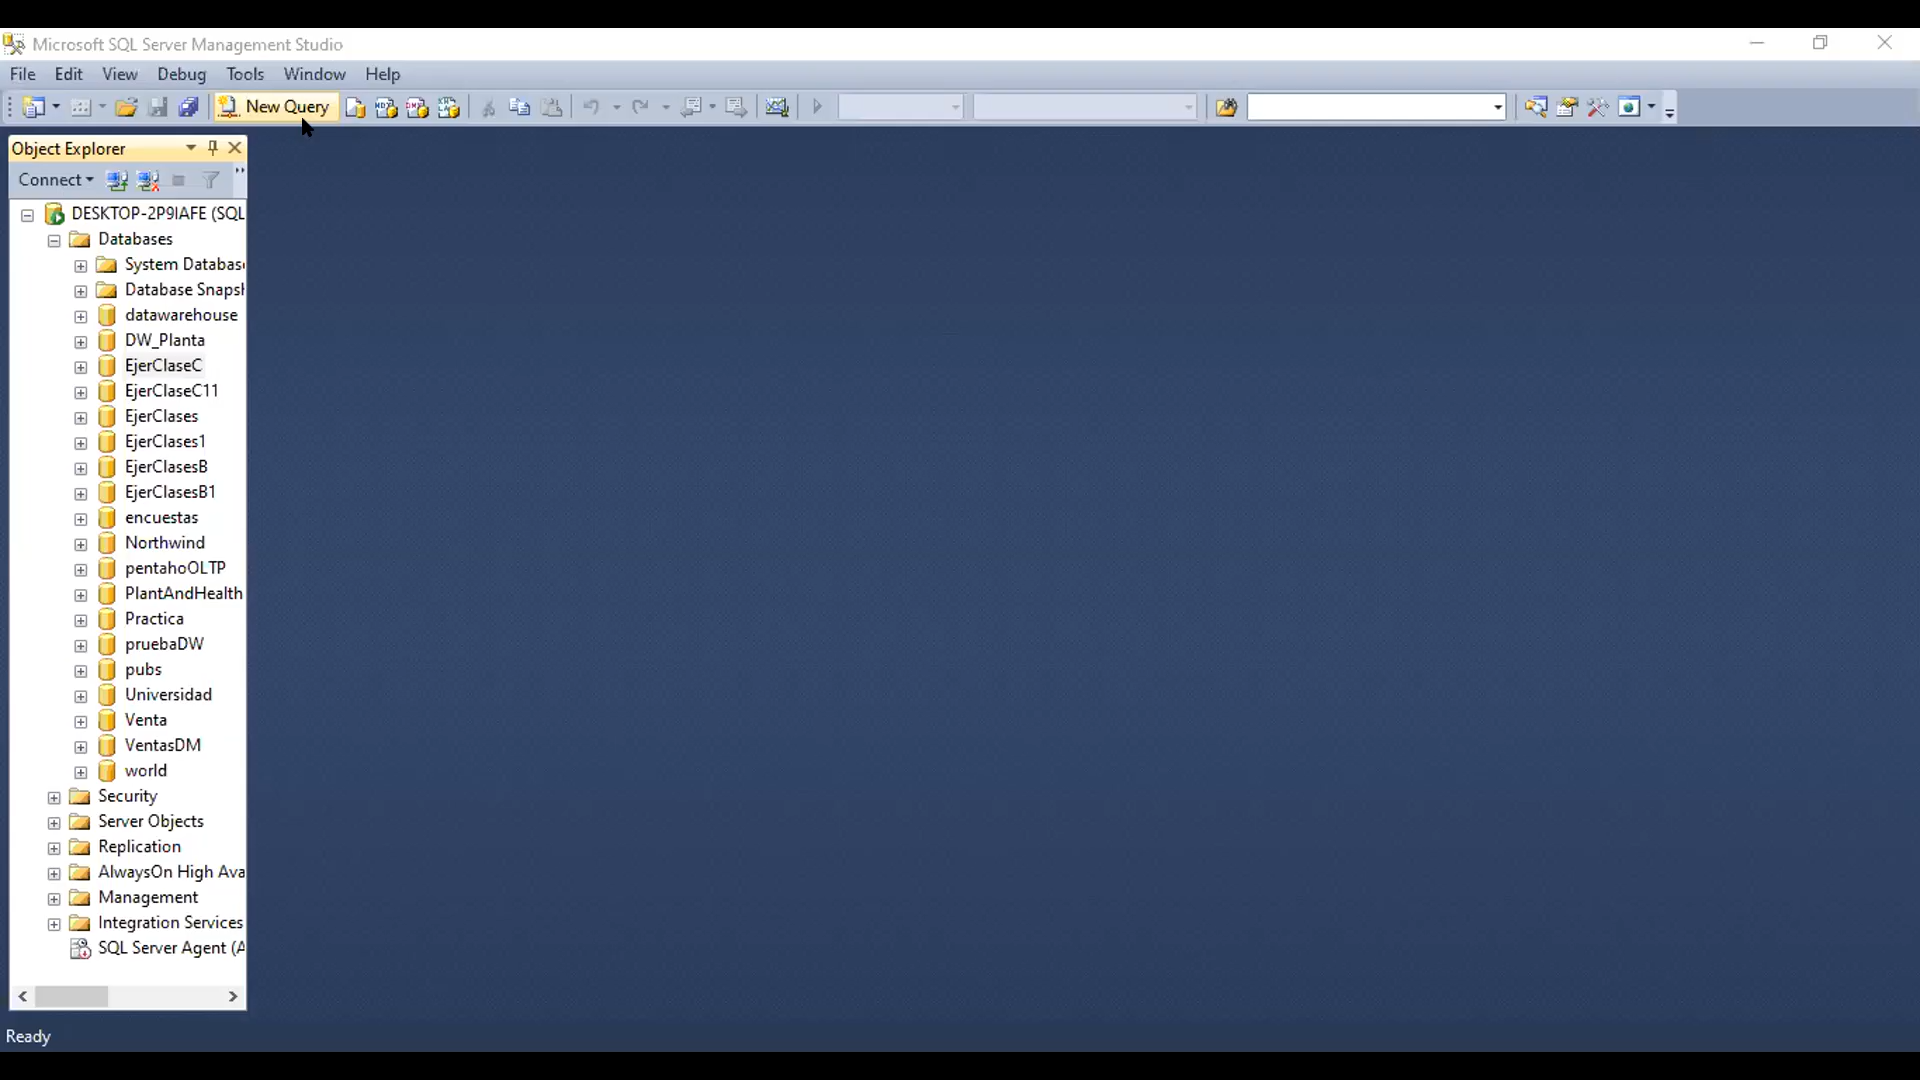 Microsoft SQL Server Management Studio
File Edit View Debug Tools Window Help
New Query
Object Explorer
Connect
DESKTOP-2P9IAFE (SQL
Databases
System Databas
Database Snapsh
datawarehouse
DW_Planta
EjerClaseC
EjerClaseC11
EjerClases
EjerClases1
EjerClasesB
EjerClasesB1
encuestas
Northwind
pentahoOLTP
PlantAndHealth
Practica
pruebaDW
pubs
Universidad
Venta
VentasDM
world
Security
Server Objects
Replication
AlwaysOn High Ava
Management
Integration Services
SQL Server Agent (A
Ready